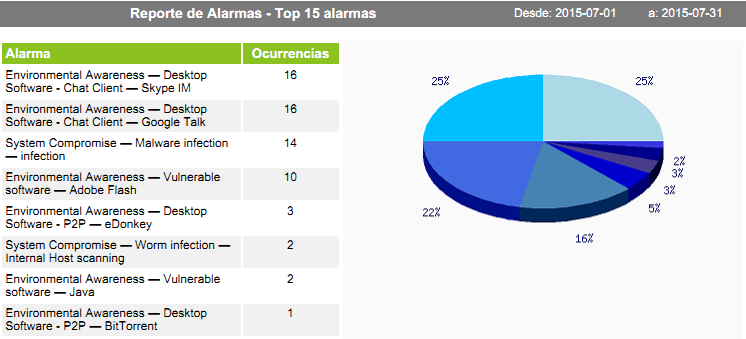 Reporte de Alarmas - Top 15 alarmas Desde: 2015-07-01 a: 2015-07-31
Alarma Ocurrencias
Environmental Awareness — Desktop 16
Software - Chat Client — Skype IM
Environmental Awareness — Desktop 16
Software - Chat Client — Google Talk
System Compromise — Malware infection 14
— infection
Environmental Awareness — Vulnerable 10
software — Adobe Flash
Environmental Awareness — Desktop 3
Software - P2P — eDonkey
System Compromise — Worm infection — 2
Internal Host scanning
Environmental Awareness — Vulnerable 2
software — Java
Environmental Awareness — Desktop 1
Software - P2P — BitTorrent
25%
25%
2%
3%
3%
5%
22%
16%